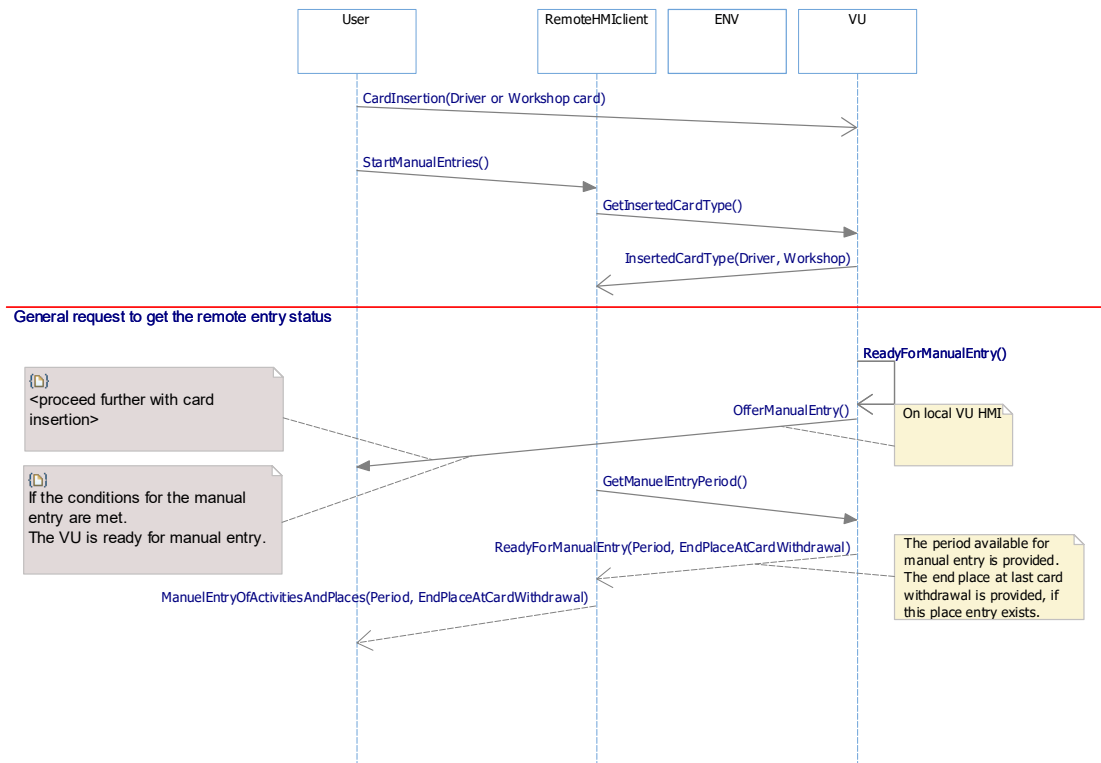 User
RemoteHMIclient
ENV
VU
CardInsertion(Driver or Workshop card)
StartManualEntries()
GetInsertedCardType()
InsertedCardType(Driver, Workshop)
General request to get the remote entry status
ReadyForManualEntry()
<proceed further with card
insertion>
OfferManualEntry()
On local VU HMI
If the conditions for the manual
entry are met.
The VU is ready for manual entry.
GetManuelEntryPeriod()
ReadyForManualEntry(Period, EndPlaceAtCardWithdrawal)
The period available for
manual entry is provided.
The end place at last card
withdrawal is provided, if
this place entry exists.
ManuelEntryOfActivitiesAndPlaces(Period, EndPlaceAtCardWithdrawal)